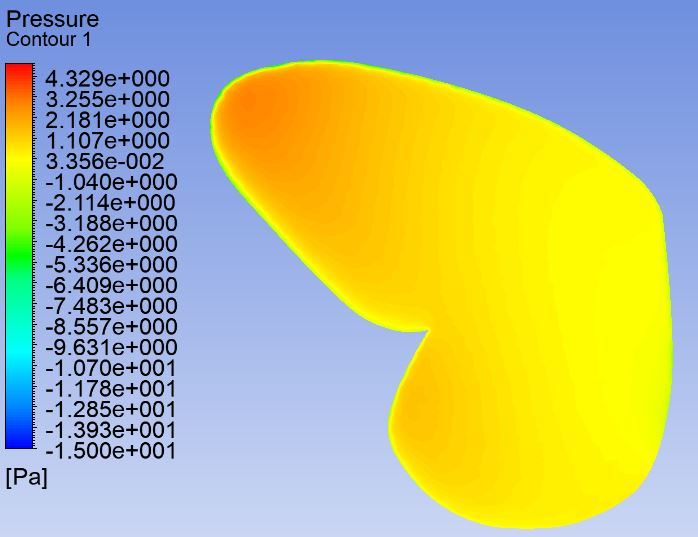 Pressure
Contour 1
4.329e+000
3.255e+000
2.181e+000
1.107e+000
3.356e-002
-1.040e+000
-2.114e+000
-3.188e+000
-4.262e+000
-5.336e+000
-6.409e+000
-7.483e+000
-8.557e+000
-9.631e+000
-1.070e+001
-1.178e+001
-1.285e+001
-1.393e+001
-1.500e+001
[Pa]